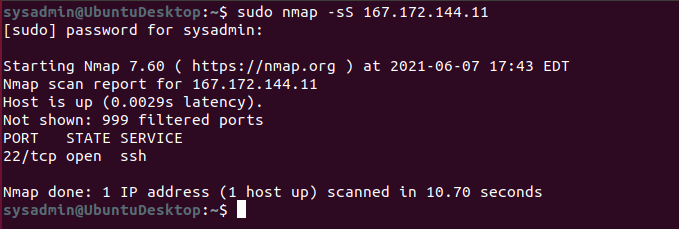 sysadmin@UbuntuDesktop:~$ sudo nmap -sS 167.172.144.11
[sudo] password for sysadmin:
Starting Nmap 7.60 ( https://nmap.org ) at 2021-06-07 17:43 EDT
Nmap scan report for 167.172.144.11
Host is up (0.0029s latency).
Not shown: 999 filtered ports
PORT   STATE SERVICE
22/tcp open  ssh
Nmap done: 1 IP address (1 host up) scanned in 10.70 seconds
sysadmin@UbuntuDesktop:~$